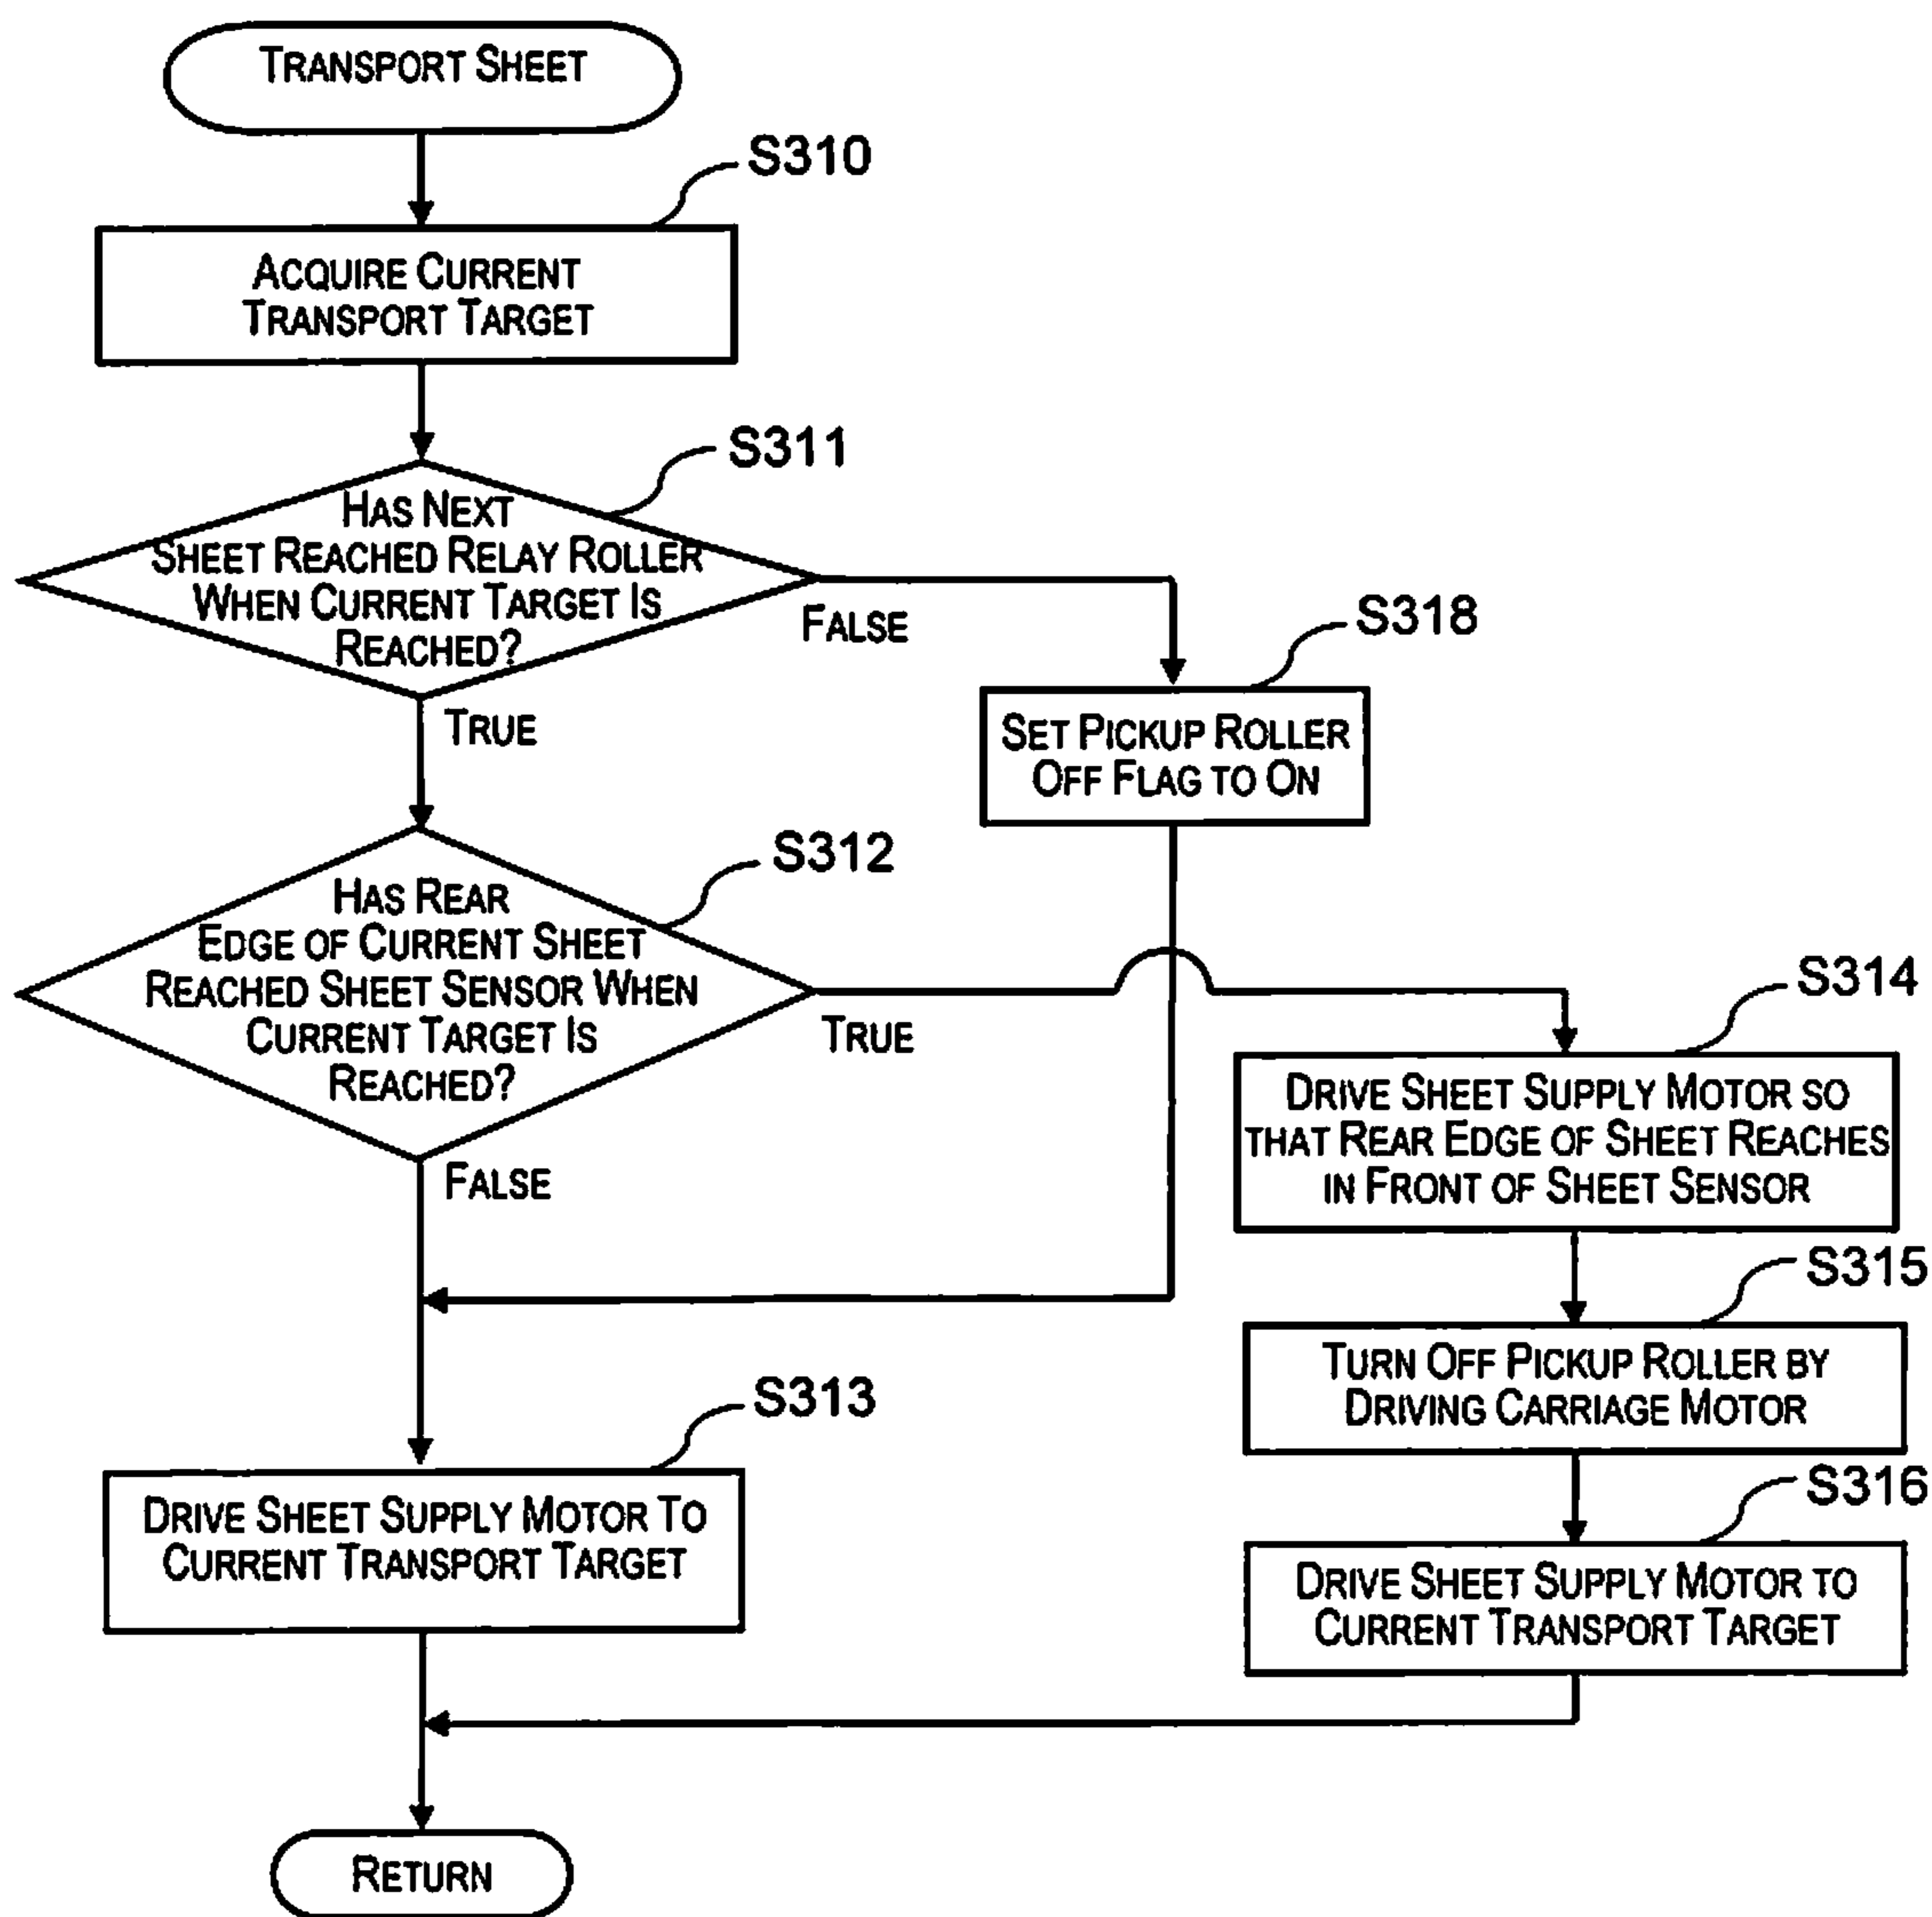 TRANSPORT SHEET
S310
ACQUIRE CURRENT
TRANSPORT TARGET
S311
HAS NEXT
SHEET REACHED RELAY ROLLER
WHEN CURRENT TARGET IS
REACHED?
FALSE
TRUE
S318
SET PICKUP ROLLER
OFF FLAG TO ON
S312
HAS REAR
EDGE OF CURRENT SHEET
REACHED SHEET SENSOR WHEN
CURRENT TARGET IS
REACHED?
TRUE
FALSE
S314
DRIVE SHEET SUPPLY MOTOR SO
THAT REAR EDGE OF SHEET REACHES
IN FRONT OF SHEET SENSOR
S315
TURN OFF PICKUP ROLLER BY
DRIVING CARRIAGE MOTOR
S313
DRIVE SHEET SUPPLY MOTOR TO
CURRENT TRANSPORT TARGET
S316
DRIVE SHEET SUPPLY MOTOR TO
CURRENT TRANSPORT TARGET
RETURN